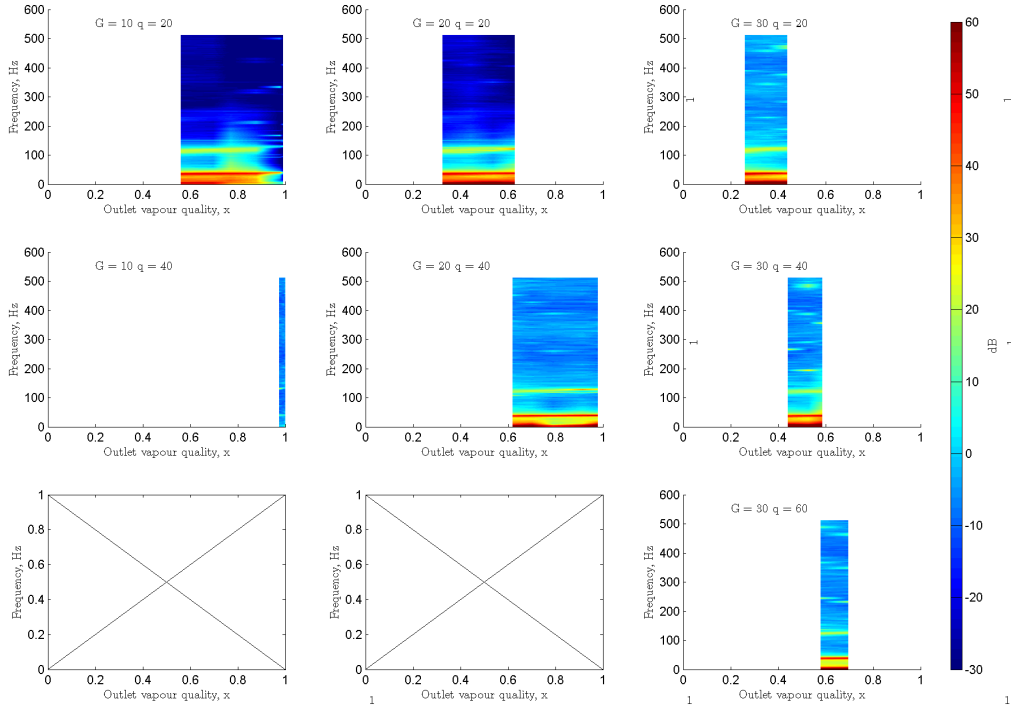 G = 10 q = 20
600
500
400
300
200
100
0
Frequency, Hz
0 0.2 0.4 0.6 0.8 1
Outlet vapour quality, x
G = 20 q = 20
600
500
400
300
200
100
0
Frequency, Hz
0 0.2 0.4 0.6 0.8 1
Outlet vapour quality, x
1
G = 30 q = 20
600
500
400
300
200
100
0
Frequency, Hz
0 0.2 0.4 0.6 0.8 1
Outlet vapour quality, x
1
G = 10 q = 40
600
500
400
300
200
100
0
Frequency, Hz
0 0.2 0.4 0.6 0.8 1
Outlet vapour quality, x
G = 20 q = 40
600
500
400
300
200
100
0
Frequency, Hz
0 0.2 0.4 0.6 0.8 1
Outlet vapour quality, x
1
G = 30 q = 40
600
500
400
300
200
100
0
Frequency, Hz
0 0.2 0.4 0.6 0.8 1
Outlet vapour quality, x
1
1
0.8
0.6
0.4
0.2
0
Frequency, Hz
0 0.2 0.4 0.6 0.8 1
Outlet vapour quality, x
1
0.8
0.6
0.4
0.2
0
Frequency, Hz
0 0.2 0.4 0.6 0.8 1
Outlet vapour quality, x
1
G = 30 q = 60
600
500
400
300
200
100
0
Frequency, Hz
0 0.2 0.4 0.6 0.8 1
Outlet vapour quality, x
1
60
50
40
30
20
10
0
-10
-20
-30
dB
1